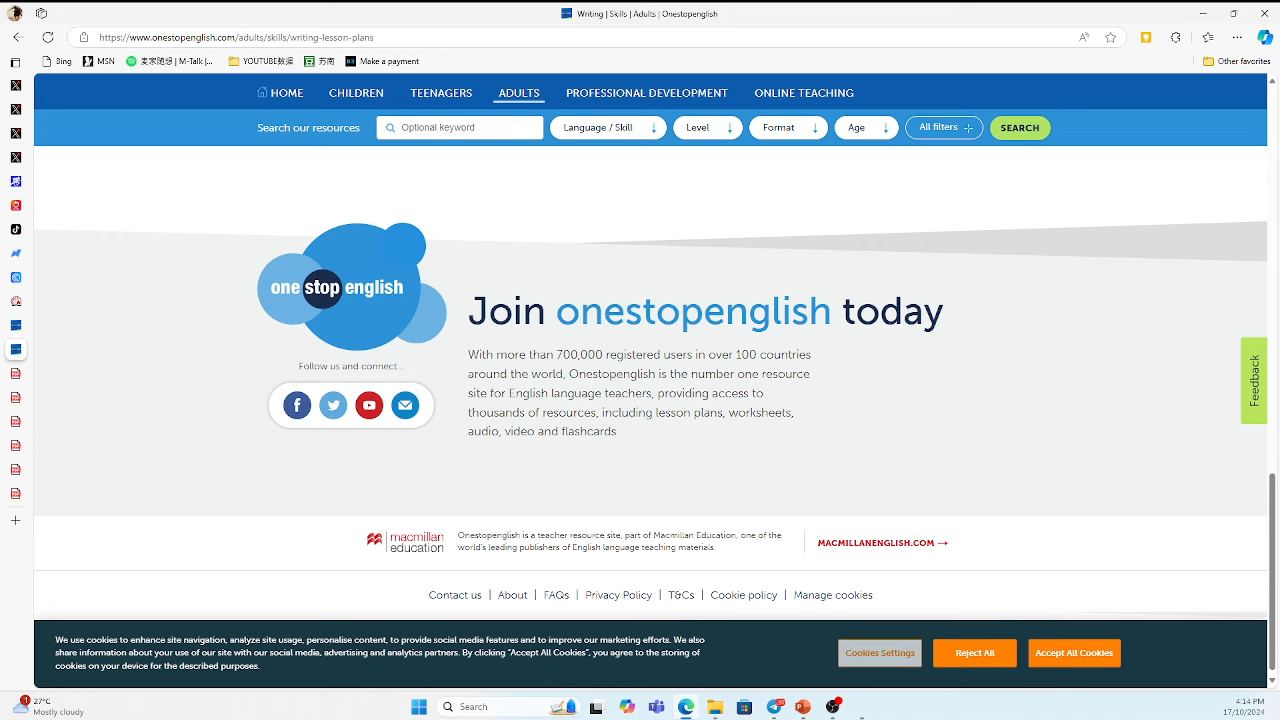 Writing | Skills | Adults | Onestopenglish
https://www.onestopenglish.com/adults/skills/writing-lesson-plans
Bing
MSN
麦家随想 | M-Talk |...
YOUTUBE数据
Make a payment
Other favorites
HOME
CHILDREN
TEENAGERS
ADULTS
PROFESSIONAL DEVELOPMENT
ONLINE TEACHING
Search our resources
Optional keyword
Language / Skill
Level
Format
Age
All filters
SEARCH
one stop english
Follow us and connect...
Join onestopenglish today
With more than 700,000 registered users in over 100 countries
around the world, Onestopenglish is the number one resource
site for English language teachers, providing access to
thousands of resources, including lesson plans, worksheets,
audio, video and flashcards.
Feedback
macmillan
education
Onestopenglish is a teacher resource site, part of Macmillan Education, one of the
world's leading publishers of English language teaching materials.
MACMILLANENGLISH.COM →
Contact us | About | FAQs | Privacy Policy | T&Cs | Cookie policy | Manage cookies
We use cookies to enhance site navigation, analyze site usage, personalise content, to provide social media features and to improve our marketing efforts. We also
share information about your use of our site with our social media, advertising and analytics partners. By clicking "Accept All Cookies", you agree to the storing of
cookies on your device for the described purposes.
Cookies Settings
Reject All
Accept All Cookies
1
27°C
Mostly cloudy
Search
4:14 PM
17/10/2024